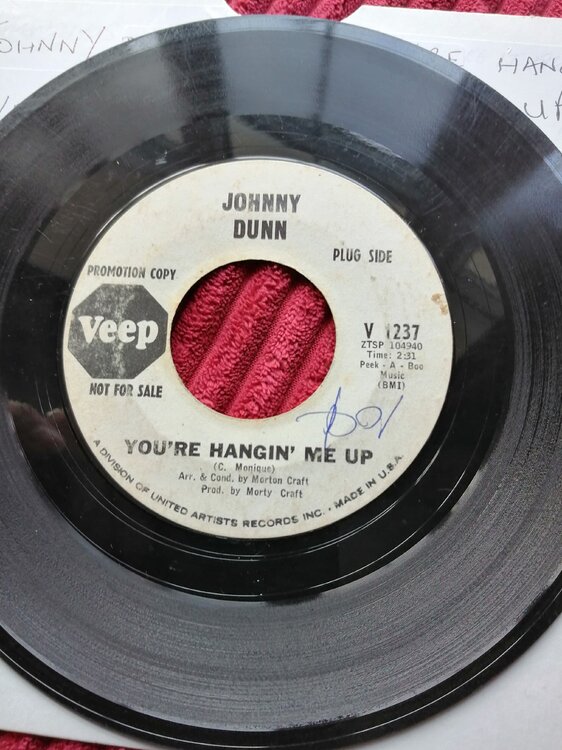 JOHNNY
HANG
JOHNNY
DUNN
PLUG SIDE
PROMOTION COPY
Veep
NOT FOR SALE
V 1237
ZTSP 104940
Time: 2:31
Peek - A - Boo
Music
(BMI)
YOU'RE HANGIN' ME UP
(C. Monique)
Arr. & Cond. by Morton Craft
Prod. by Morty Craft
A DIVISION OF UNITED ARTISTS RECORDS INC. · MADE IN U.S.A.